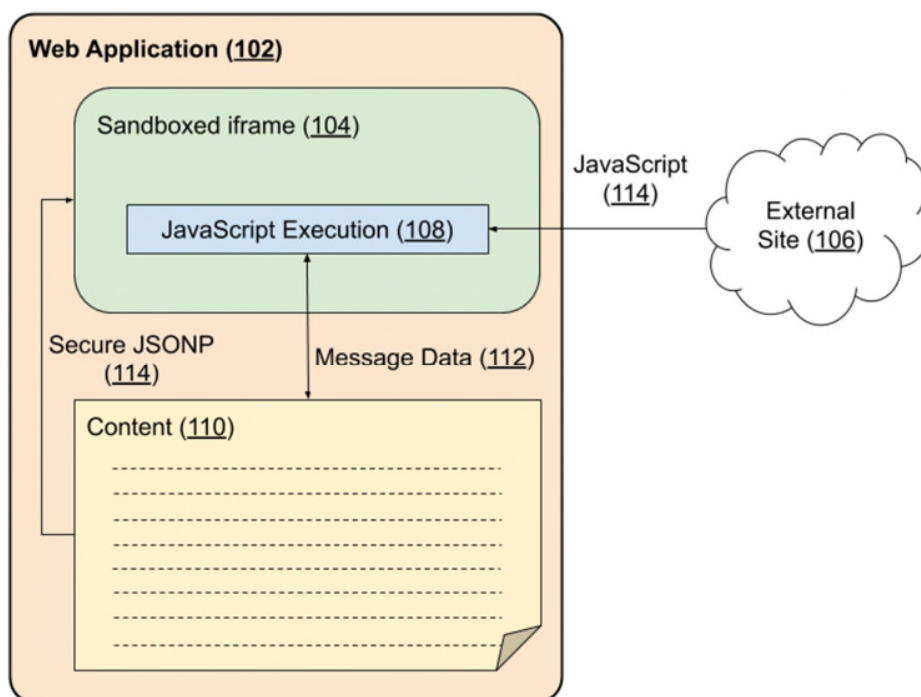 Web Application (102)
Sandboxed iframe (104)
JavaScript
(114)
External
Site (106)
JavaScript Execution (108)
Secure JSONP
(114)
Message Data (112)
Content (110)